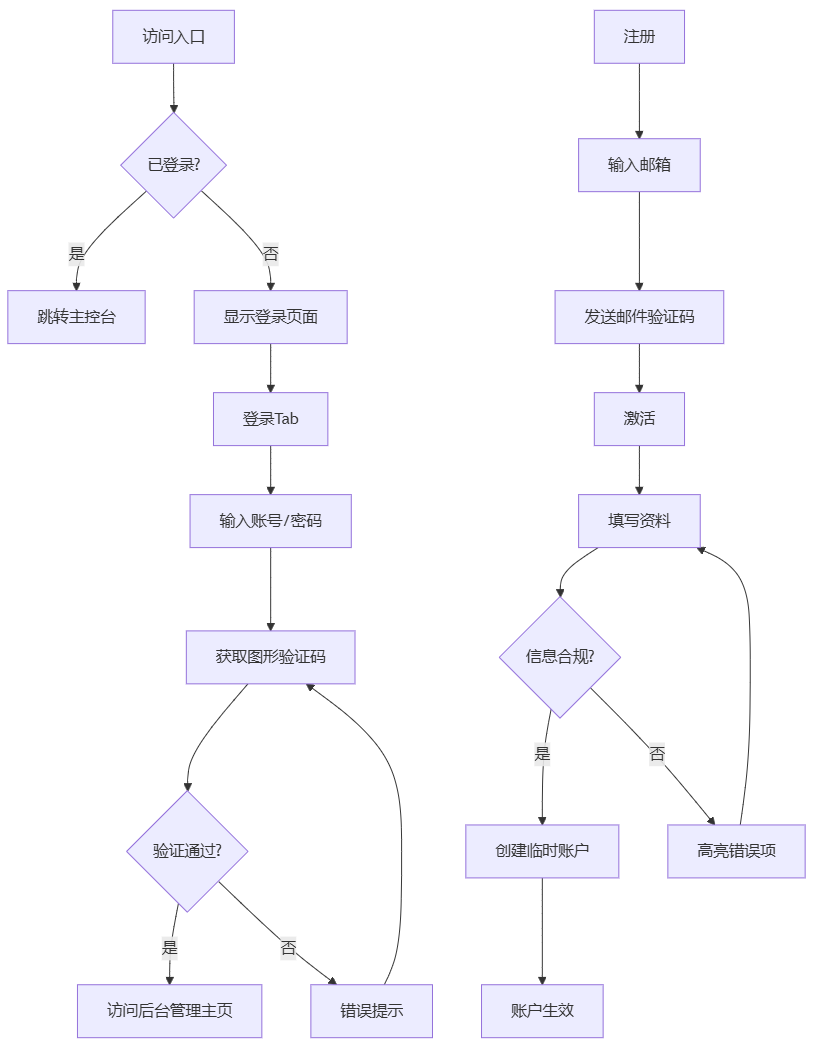 访问入口
已登录?
是
否
跳转主控台
显示登录页面
登录Tab
输入账号/密码
获取图形验证码
验证通过?
是
否
访问后台管理主页
错误提示
注册
输入邮箱
发送邮件验证码
激活
填写资料
信息合规?
是
否
创建临时账户
高亮错误项
账户生效